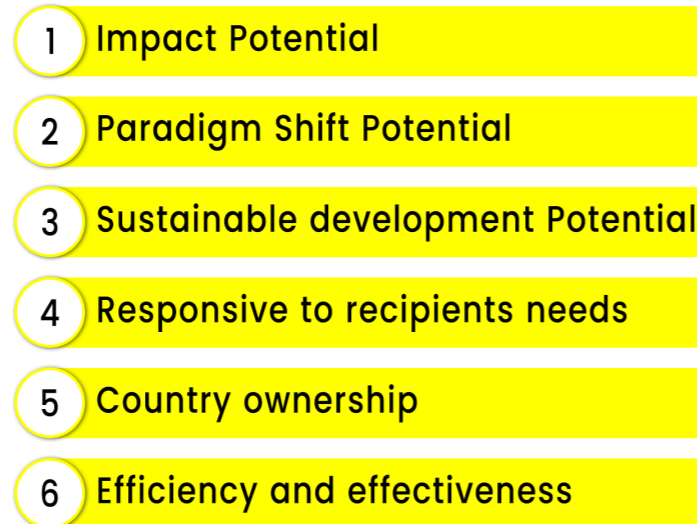 1 Impact Potential
2 Paradigm Shift Potential
3 Sustainable development Potential
4 Responsive to recipients needs
5 Country ownership
6 Efficiency and effectiveness